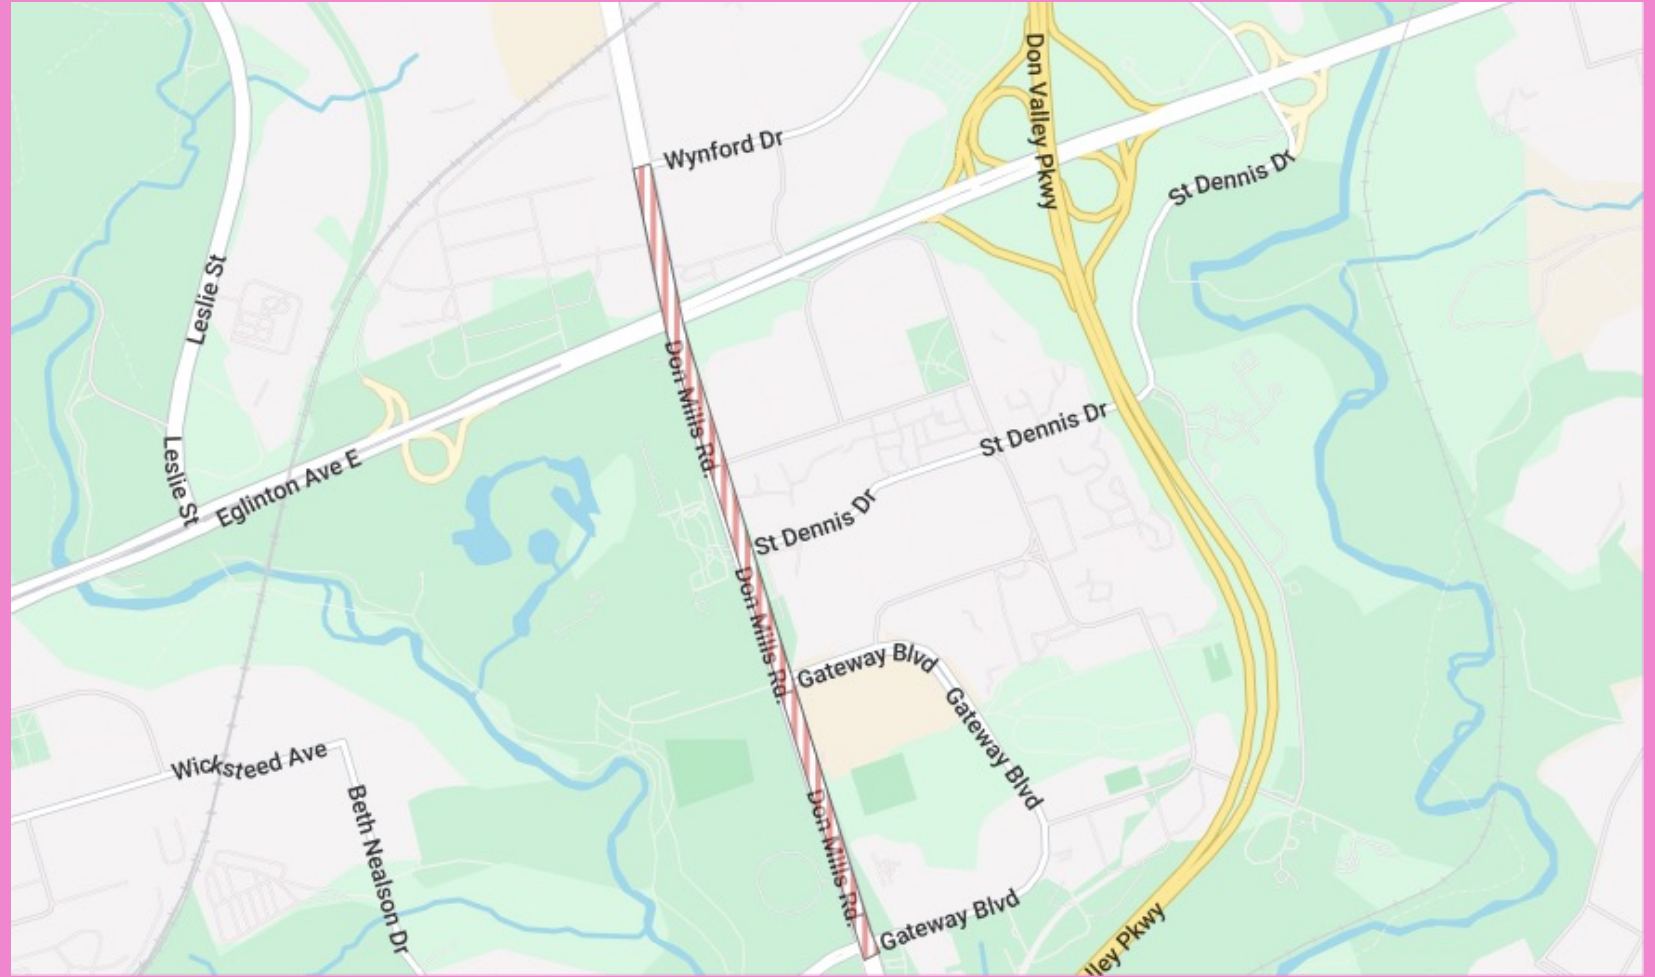 Don Valley Pkwy
Wynford Dr
St Dennis Dr
Leslie St
Don Mills Rd.
St Dennis Dr
Leslie St
Eglinton Ave E
St Dennis Dr
Don Mills Rd.
Gateway Blvd
Gateway Blvd
Wicksteed Ave
Beth Nealson Dr
Don Mills Rd.
Gateway Blvd
lley Pkwy